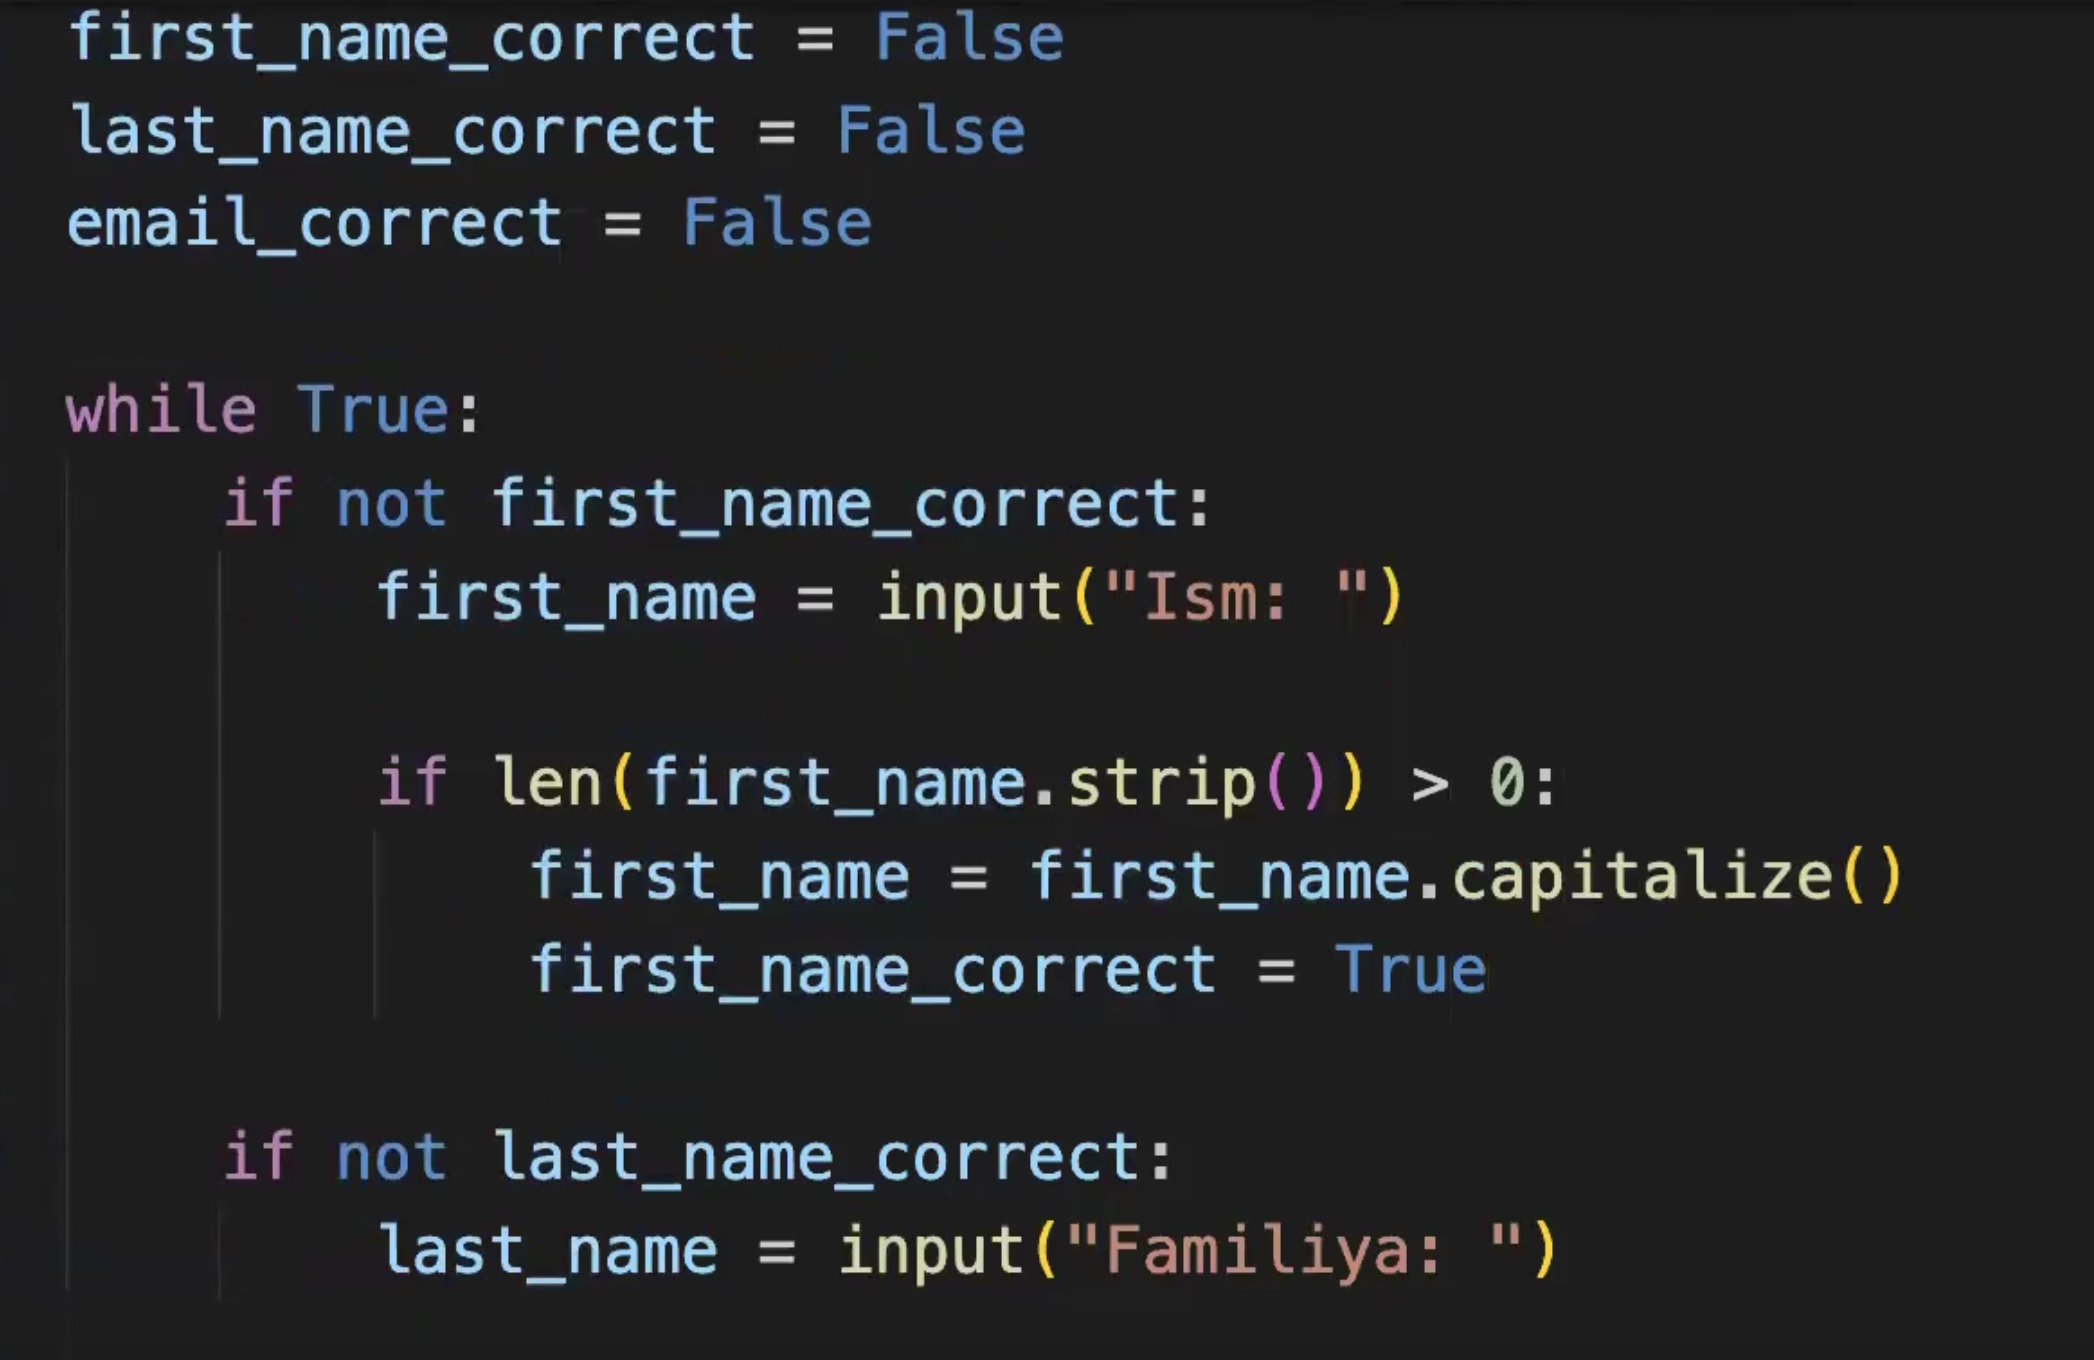 first_name_correct = False
last_name_correct = False
email_correct = False

while True:
    if not first_name_correct:
        first_name = input("Ism: ")

        if len(first_name.strip()) > 0:
            first_name = first_name.capitalize()
            first_name_correct = True

    if not last_name_correct:
        last_name = input("Familiya: ")